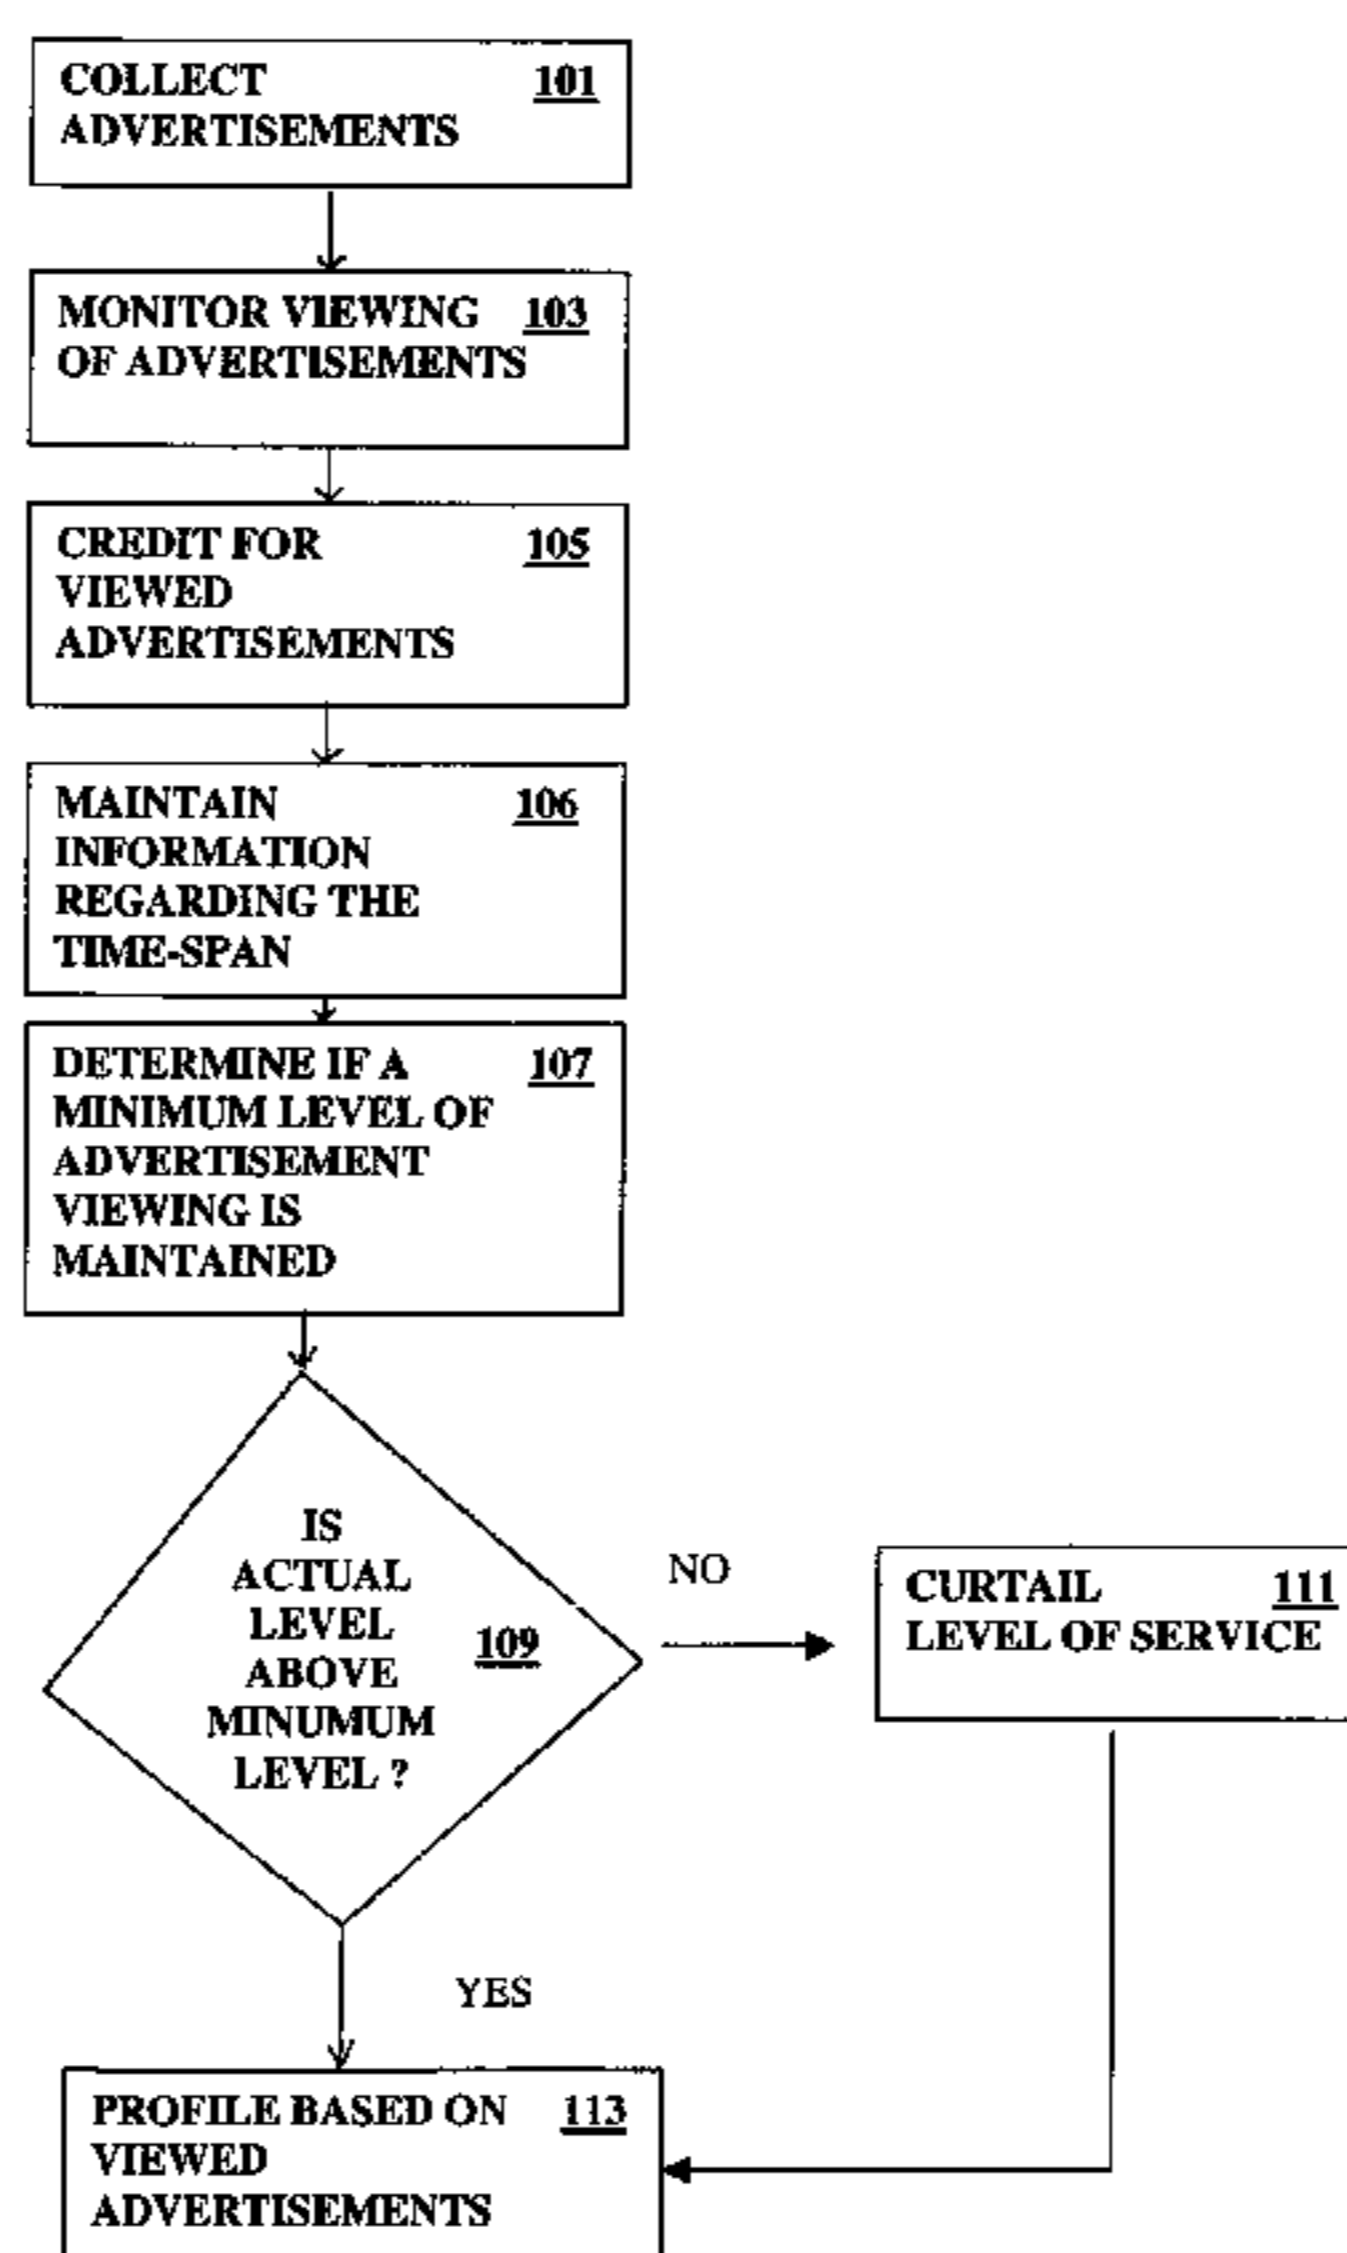 COLLECT 101
ADVERTISEMENTS
MONITOR VIEWING 103
OF ADVERTISEMENTS
CREDIT FOR 105
VIEWED
ADVERTISEMENTS
MAINTAIN 106
INFORMATION
REGARDING THE
TIME-SPAN
DETERMINE IF A 107
MINIMUM LEVEL OF
ADVERTISEMENT
VIEWING IS
MAINTAINED
IS
ACTUAL
LEVEL 109
ABOVE
MINUMUM
LEVEL ?
NO
CURTAIL 111
LEVEL OF SERVICE
YES
PROFILE BASED ON 113
VIEWED
ADVERTISEMENTS